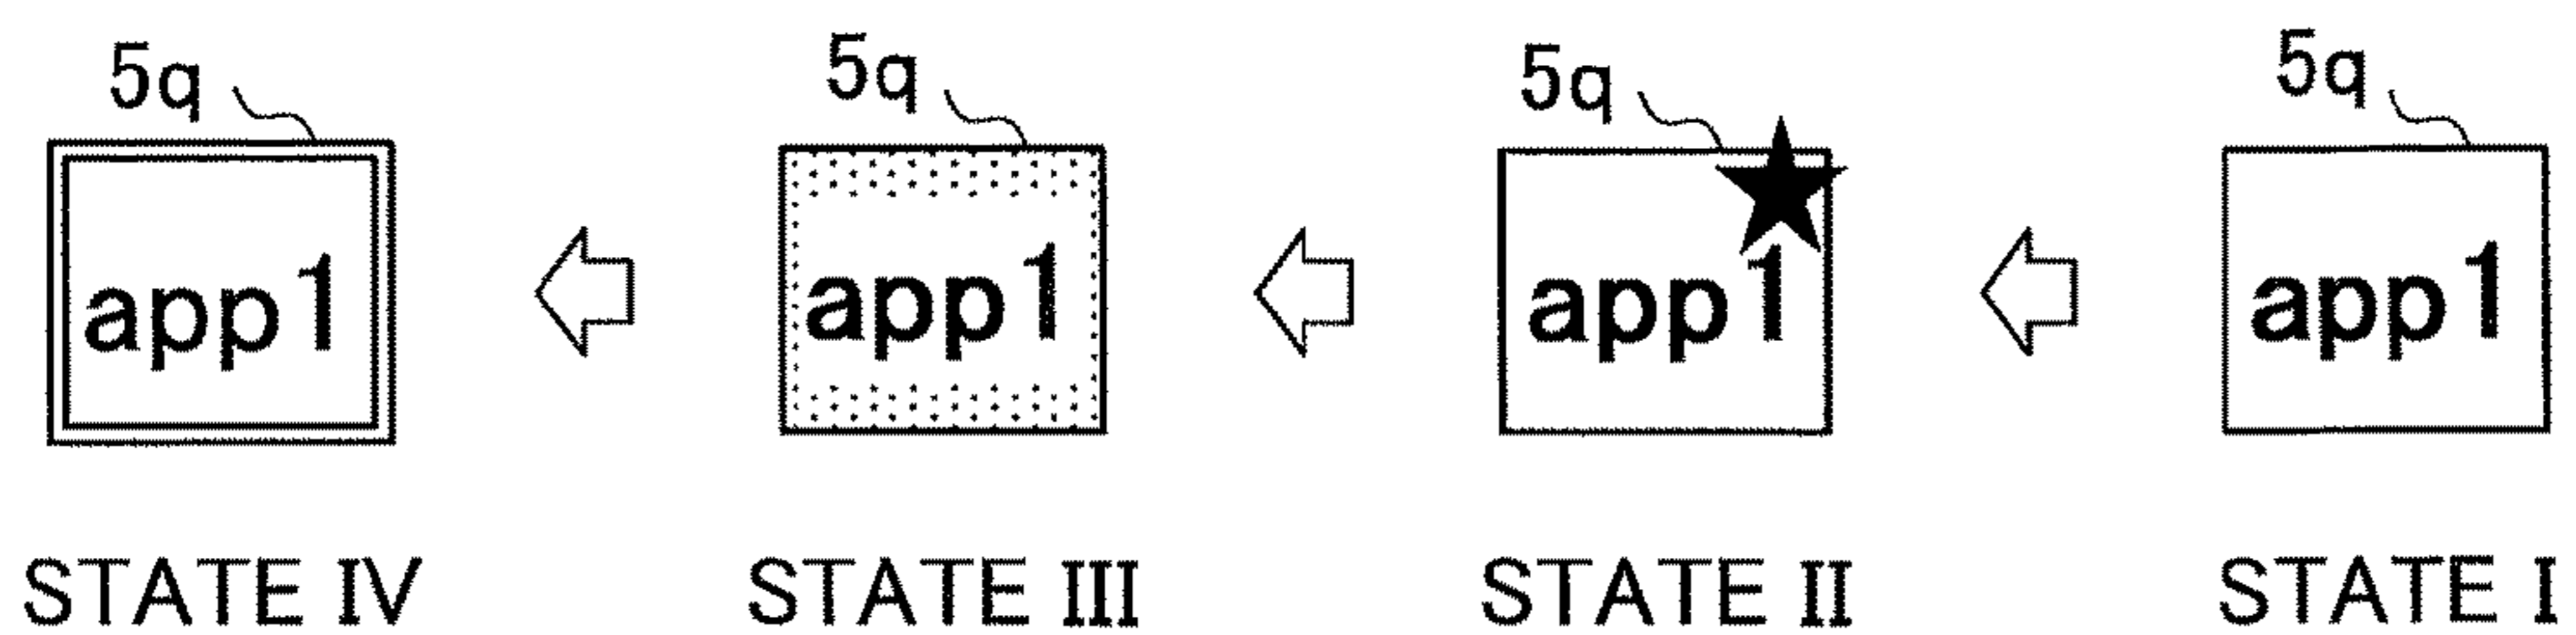 5q 5q 5q 5q
app1 app1 app1 app1
STATE IV STATE III STATE II STATE I